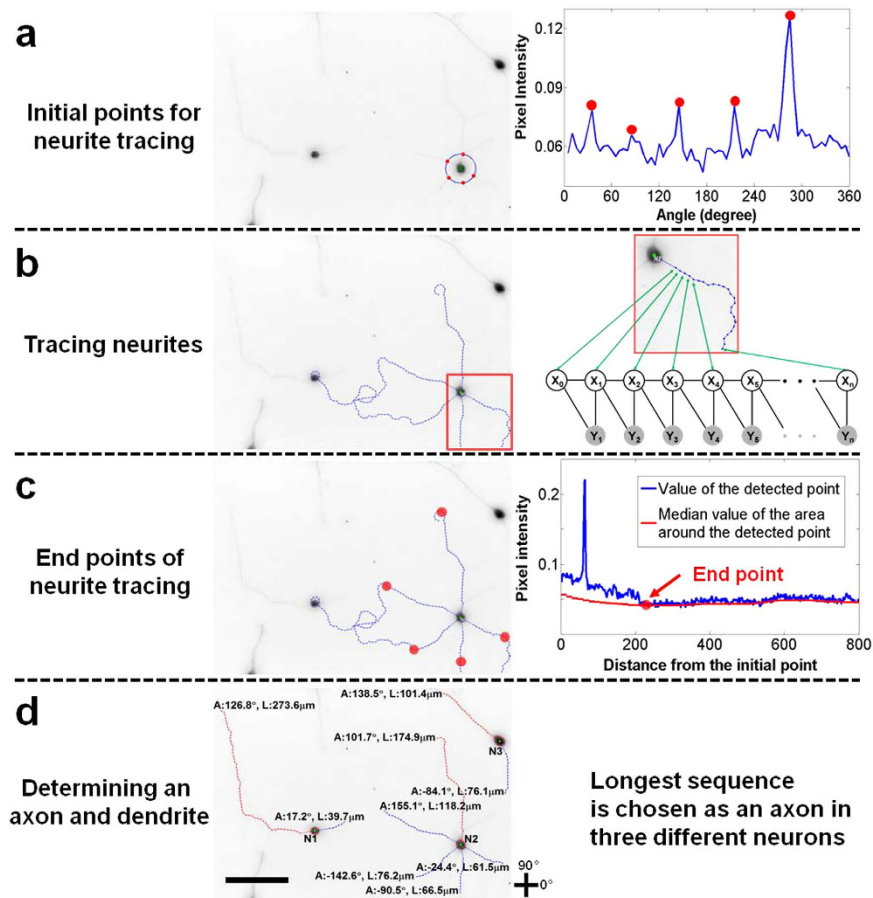 a
Initial points for
neurite tracing
Pixel Intensity
0.12
0.09
0.06
0 60 120 180 240 300 360
Angle (degree)
b
Tracing neurites
X0 X1 X2 X3 X4 X5 Xn
Y1 Y2 Y3 Y4 Y5 Yn
c
End points of
neurite tracing
Pixel intensity
0.2
0.1
Value of the detected point
Median value of the area
around the detected point
End point
0 200 400 600 800
Distance from the initial point
d
Determining an
axon and dendrite
A:138.5°, L:101.4μm
A:126.8°, L:273.6μm
A:101.7°, L:174.9μm
N3
-84.1°, L:76.1μm
A:155.1°, L:118.2μm
A:17.2°, L:39.7μm
N1
N2
-24.4°, L:61.5μm
A:-142.6°, L:76.2μm
A:-90.5°, L:66.5μm
90°
0°
Longest sequence
is chosen as an axon in
three different neurons